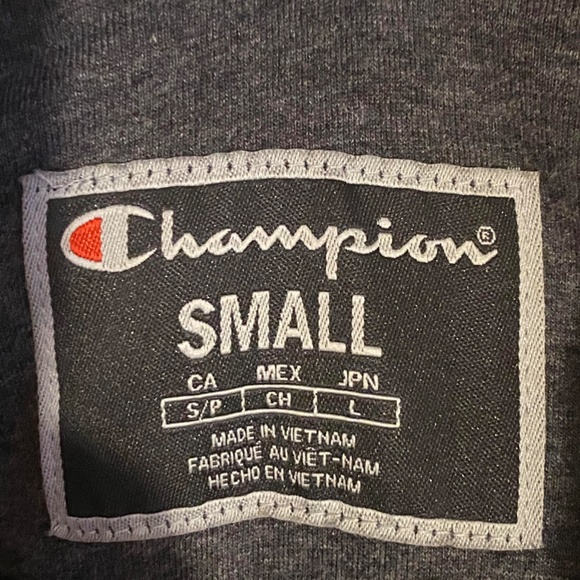 Champion®
SMALL
CA MEX JPN
S/P CH L
MADE IN VIETNAM
FABRIQUÉ AU VIÊT-NAM
HECHO EN VIETNAM